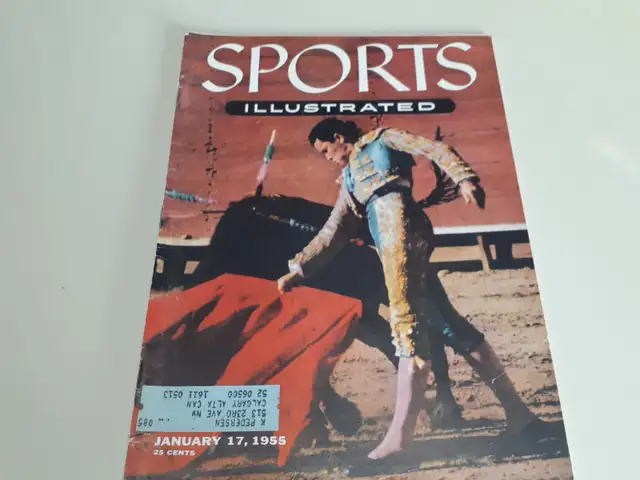 SPORTS
ILLUSTRATED
K PEDERSEN
513 23RD AVE NW
CALGARY ALTA CAN
52 06500 1611 0513
085
JANUARY 17, 1955
25 CENTS